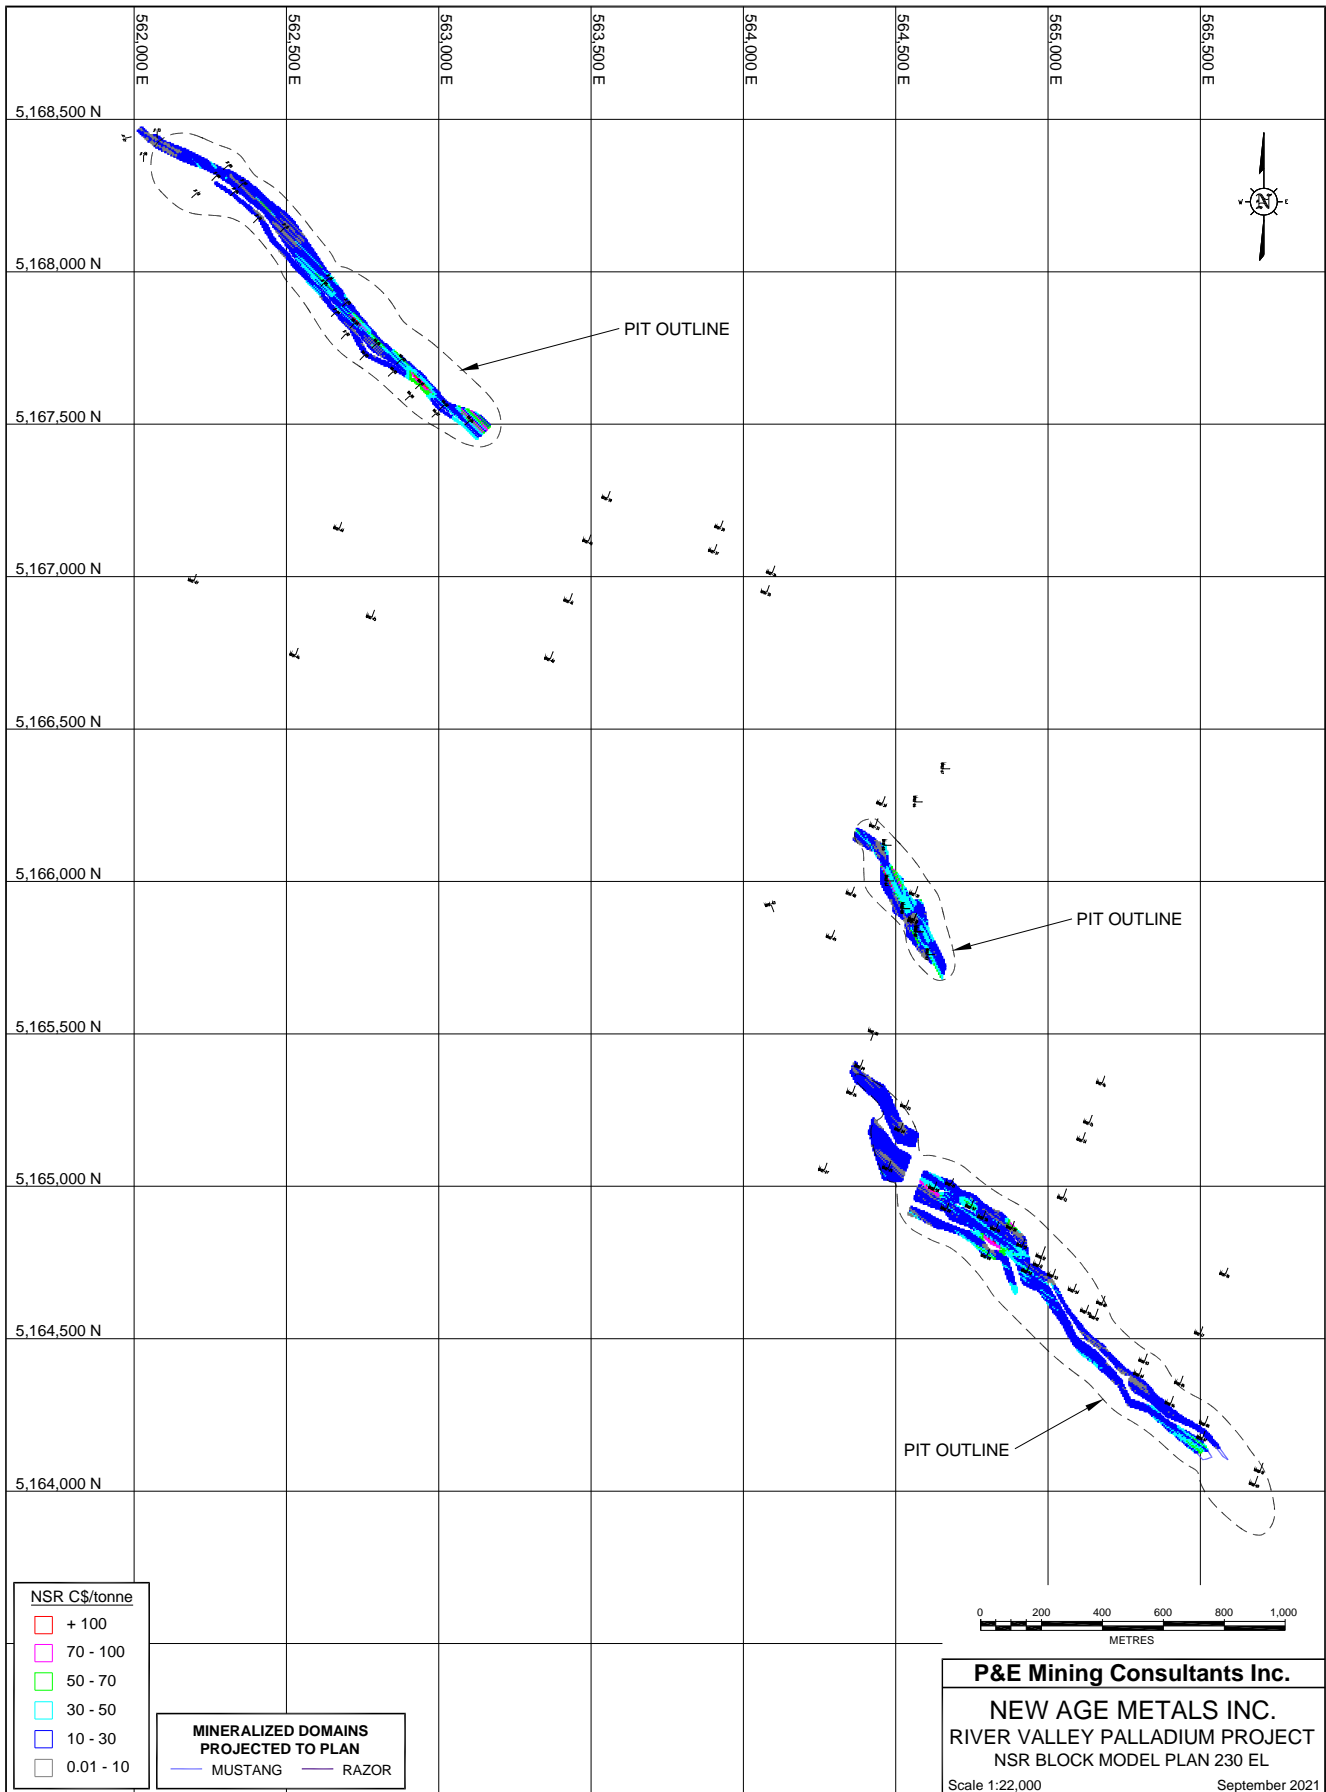 562,000 E
562,500 E
563,000 E
563,500 E
564,000 E
564,500 E
565,000 E
565,500 E
5,168,500 N
W N E
5,168,000 N
PIT OUTLINE
5,167,500 N
5,167,000 N
5,166,500 N
5,166,000 N
PIT OUTLINE
5,165,500 N
5,165,000 N
5,164,500 N
PIT OUTLINE
5,164,000 N
NSR C$/tonne
+ 100
70 - 100
50 - 70
30 - 50
10 - 30
0.01 - 10
MINERALIZED DOMAINS
PROJECTED TO PLAN
MUSTANG RAZOR
0 200 400 600 800 1,000
METRES
P&E Mining Consultants Inc.
NEW AGE METALS INC.
RIVER VALLEY PALLADIUM PROJECT
NSR BLOCK MODEL PLAN 230 EL
Scale 1:22,000 September 2021